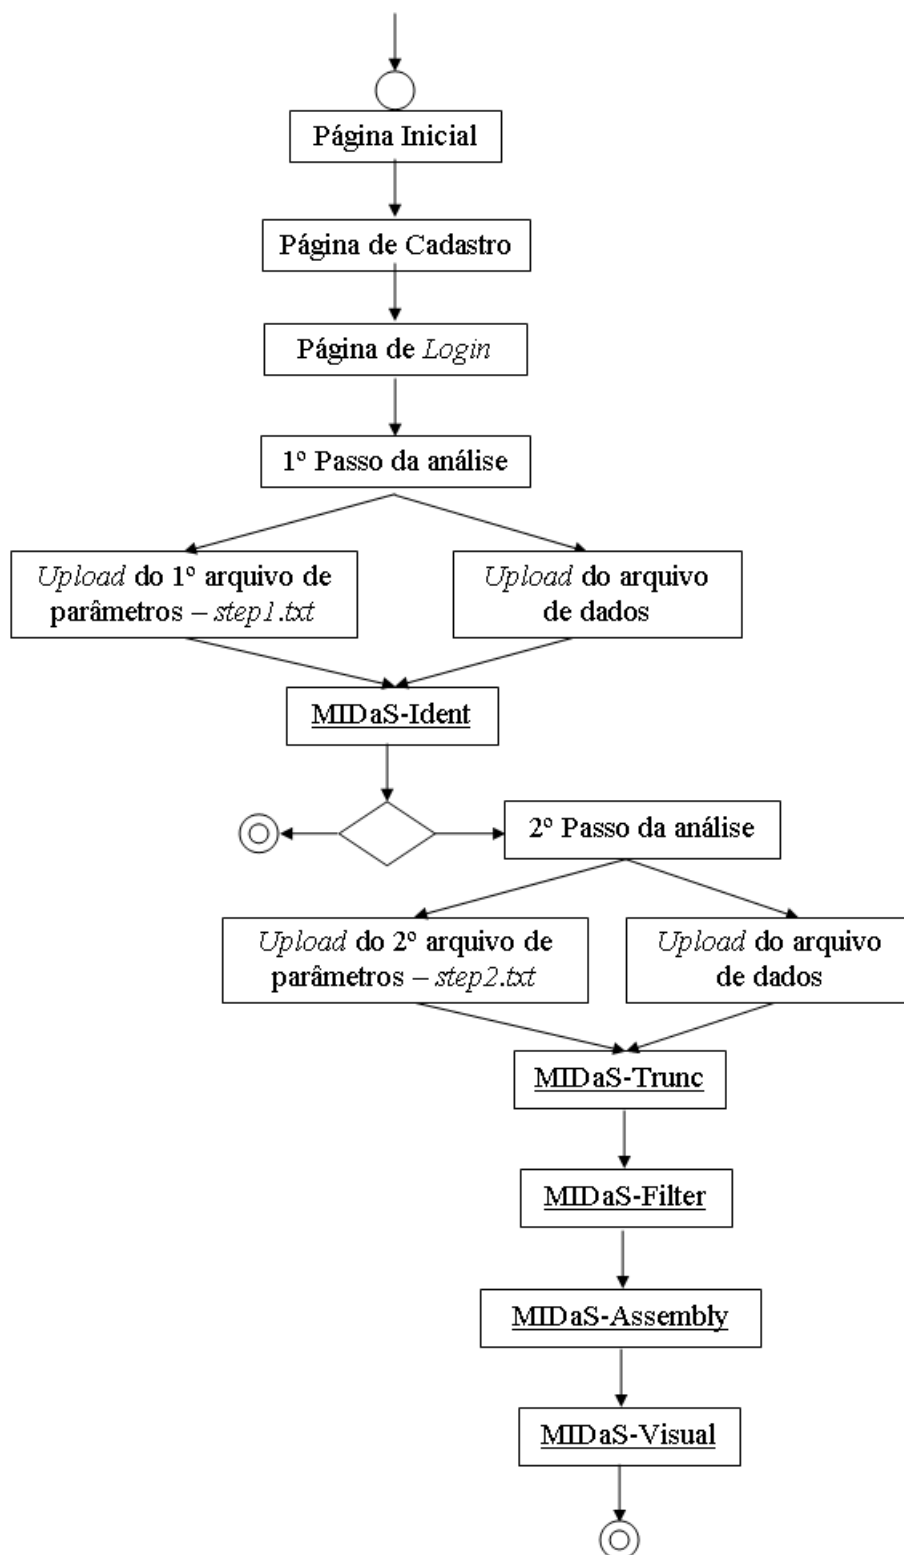 Página Inicial
Página de Cadastro
Página de Login
1º Passo da análise
Upload do 1º arquivo de
parâmetros – step1.txt
Upload do arquivo
de dados
MIDaS-Ident
2º Passo da análise
Upload do 2º arquivo de
parâmetros – step2.txt
Upload do arquivo
de dados
MIDaS-Trunc
MIDaS-Filter
MIDaS-Assembly
MIDaS-Visual